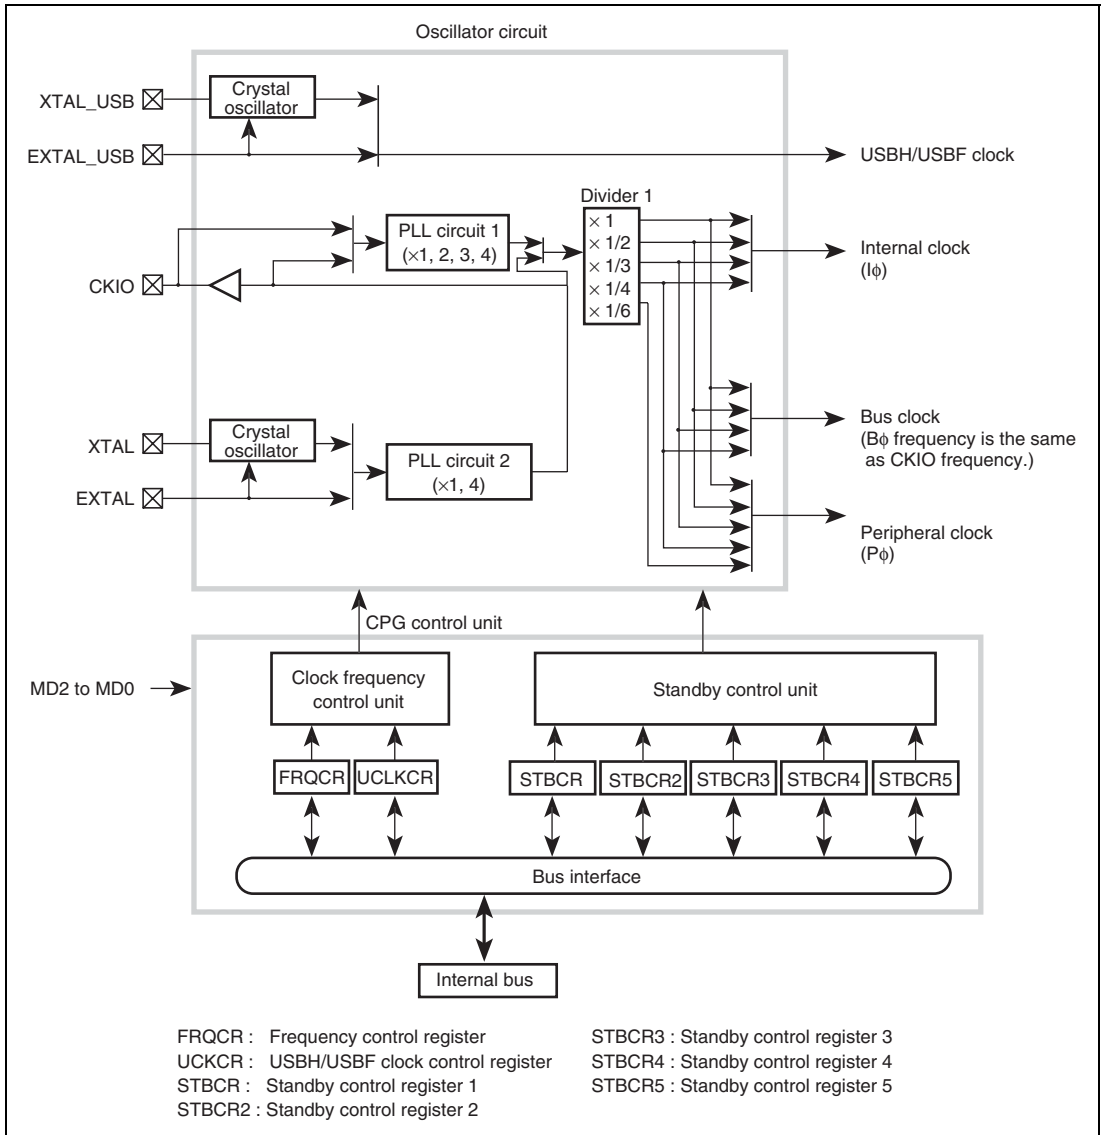 Oscillator circuit
XTAL_USB
Crystal
oscillator
EXTAL_USB
USBH/USBF clock
Divider 1
× 1
× 1/2
× 1/3
× 1/4
× 1/6
PLL circuit 1
(×1, 2, 3, 4)
Internal clock
(Iϕ)
CKIO
Bus clock
(Bϕ frequency is the same
as CKIO frequency.)
XTAL
Crystal
oscillator
PLL circuit 2
(×1, 4)
EXTAL
Peripheral clock
(Pϕ)
CPG control unit
MD2 to MD0
Clock frequency
control unit
Standby control unit
FRQCR
UCLKCR
STBCR
STBCR2
STBCR3
STBCR4
STBCR5
Bus interface
Internal bus
FRQCR : Frequency control register
UCKCR : USBH/USBF clock control register
STBCR : Standby control register 1
STBCR2 : Standby control register 2
STBCR3 : Standby control register 3
STBCR4 : Standby control register 4
STBCR5 : Standby control register 5